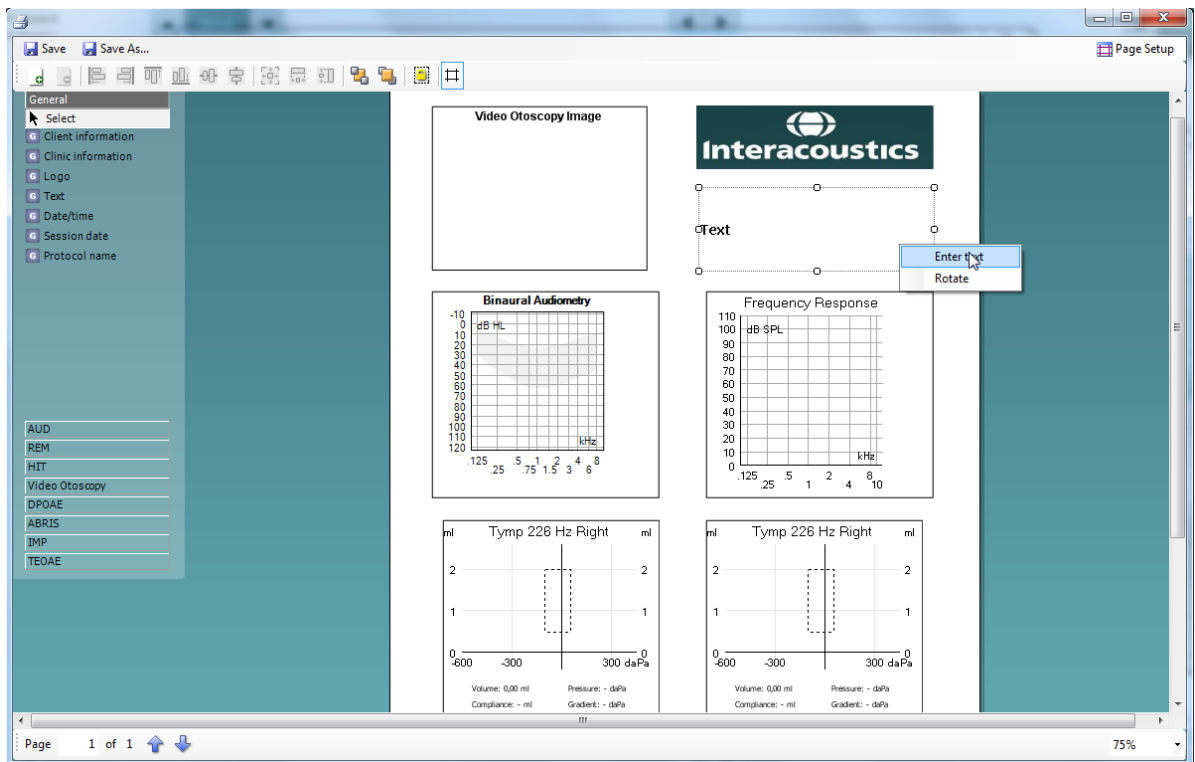 Save Save As... Page Setup
General
Select
Client information
Clinic information
Logo
Text
Date/time
Session date
Protocol name
AUD
REM
HIT
Video Otoscopy
DPOAE
ABRIS
IMP
TEOAE
Video Otoscopy Image
Interacoustics
Text
Enter text
Rotate
Binaural Audiometry
-10
0 dB HL
10
20
30
40
50
60
70
80
90
100
110 kHz
120
.125 .5 1 2 4 8
.25 .75 1.5 3 6
Frequency Response
110
100 dB SPL
90
80
70
60
50
40
30
20
10 kHz
0
.125 .5 2 8
.25 1 4 10
ml Tymp 226 Hz Right ml
2 2
1 1
0 0
-600 -300 300 daPa
Volume: 0,00 ml Pressure: - daPa
Compliance: - ml Gradient: - daPa
ml Tymp 226 Hz Right ml
2 2
1 1
0 0
-600 -300 300 daPa
Volume: 0,00 ml Pressure: - daPa
Compliance: - ml Gradient: - daPa
Page 1 of 1 75%